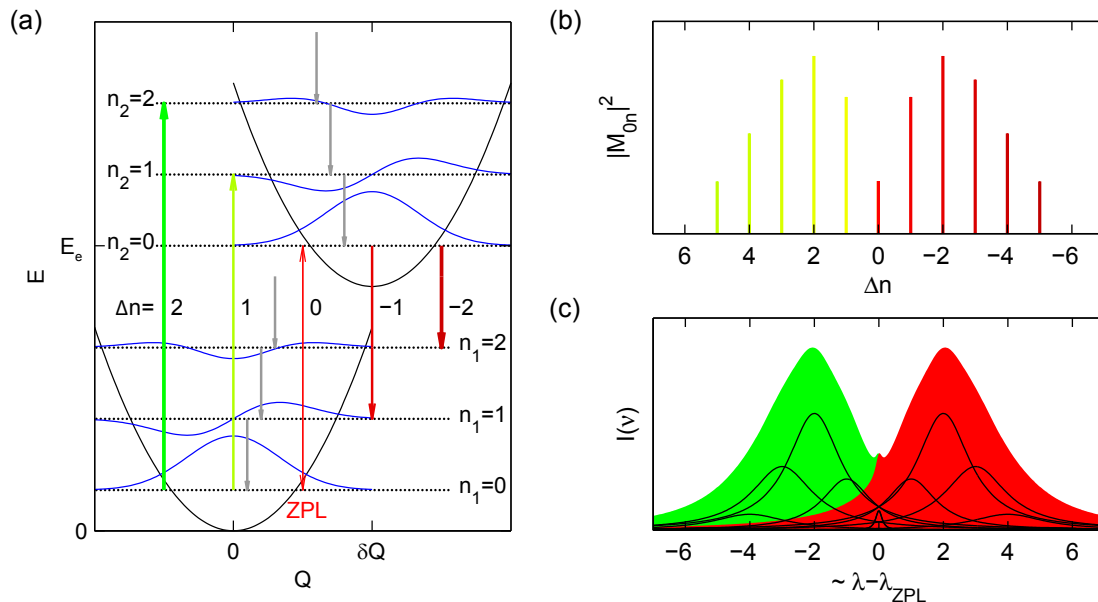 (a)
n₂=2
n₂=1
n₂=0
Eₑ
E
Δn= 2 1 0 −1 −2
n₁=2
n₁=1
n₁=0
ZPL
0
0 δQ
Q
(b)
|M₀ₙ|²
6 4 2 0 −2 −4 −6
Δn
(c)
I(ν)
−6 −4 −2 0 2 4 6
~ λ−λ_ZPL